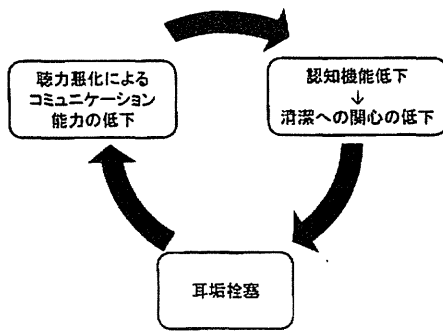 聴力悪化による
コミュニケーション
能力の低下
認知機能低下
↓
清潔への関心の低下
耳垢栓塞